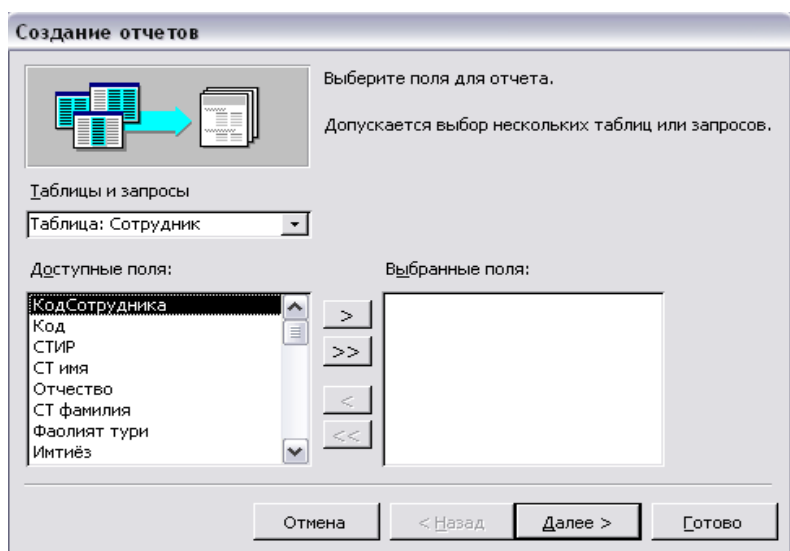 Создание отчетов
Выберите поля для отчета.
Допускается выбор нескольких таблиц или запросов.
Таблицы и запросы
Таблица: Сотрудник
Доступные поля:
Выбранные поля:
КодСотрудника
Код
СТИР
СТ имя
Отчество
СТ фамилия
Фаолият тури
Имтиёз
>
>>
<
<<
Отмена
< Назад
Далее >
Готово